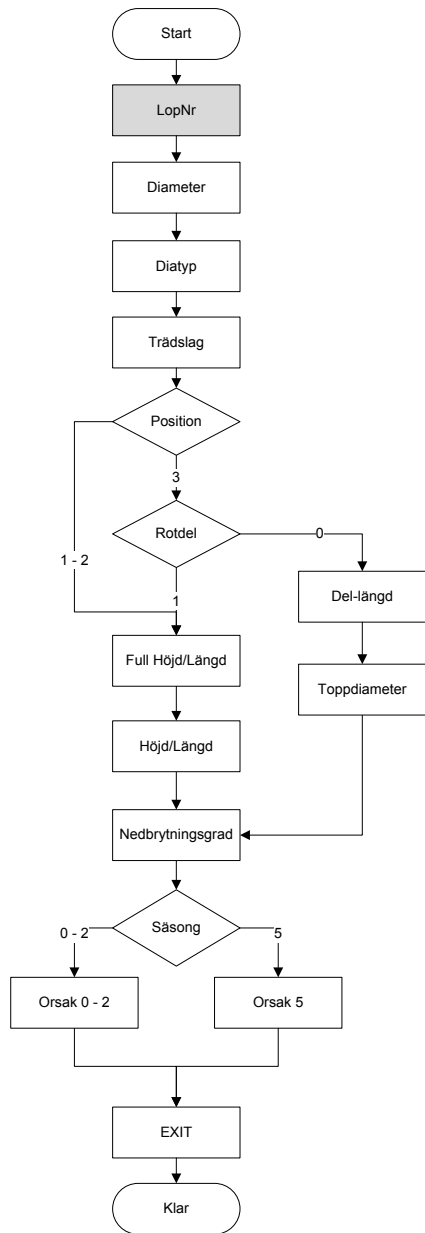 Start
LopNr
Diameter
Diatyp
Trädslag
Position
3
Rotdel
0
1 - 2
1
Del-längd
Full Höjd/Längd
Toppdiameter
Höjd/Längd
Nedbrytningsgrad
Säsong
0 - 2
5
Orsak 0 - 2
Orsak 5
EXIT
Klar